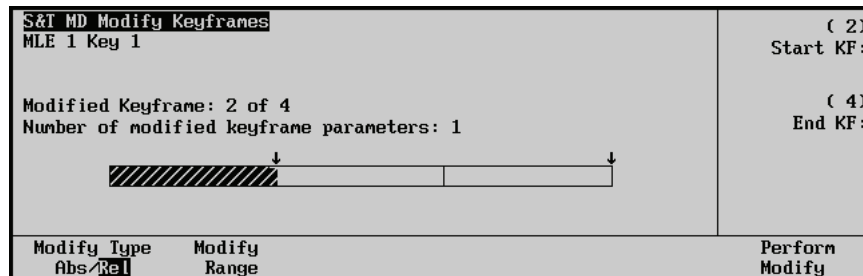 S&T MD Modify Keyframes
MLE 1 Key 1
( 2)
Start KF:
Modified Keyframe: 2 of 4
Number of modified keyframe parameters: 1
( 4)
End KF:
Modify Type
Abs/Rel
Modify
Range
Perform
Modify